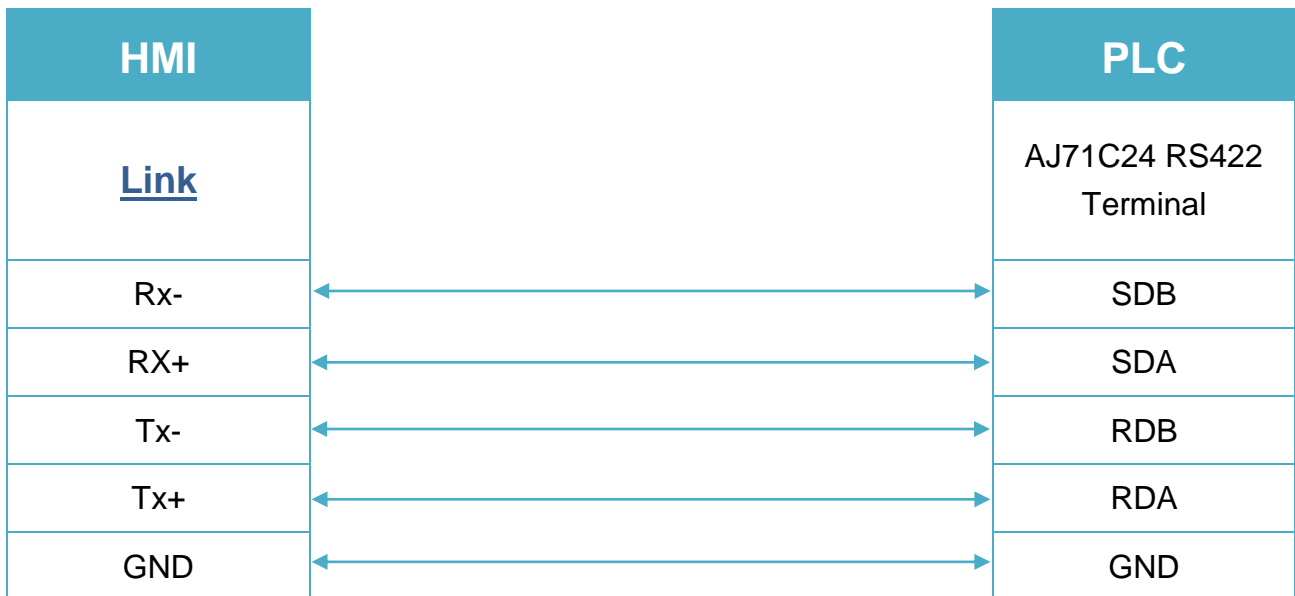 HMI PLC
Link AJ71C24 RS422
Terminal
Rx- SDB
RX+ SDA
Tx- RDB
Tx+ RDA
GND GND